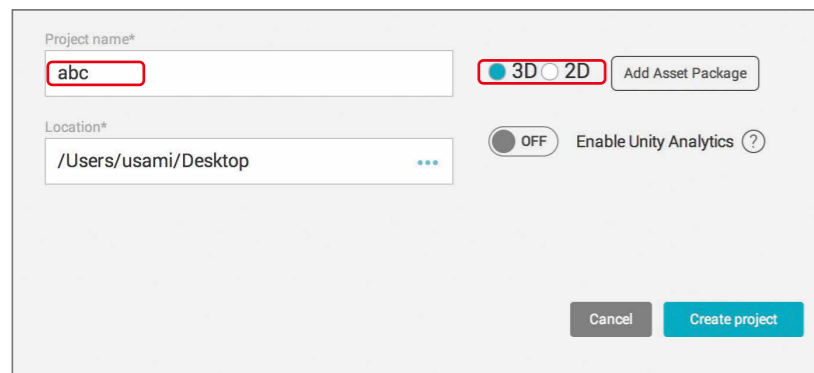 Project name*
abc
3D 2D
Add Asset Package
Location*
/Users/usami/Desktop
•••
OFF
Enable Unity Analytics ?
Cancel
Create project